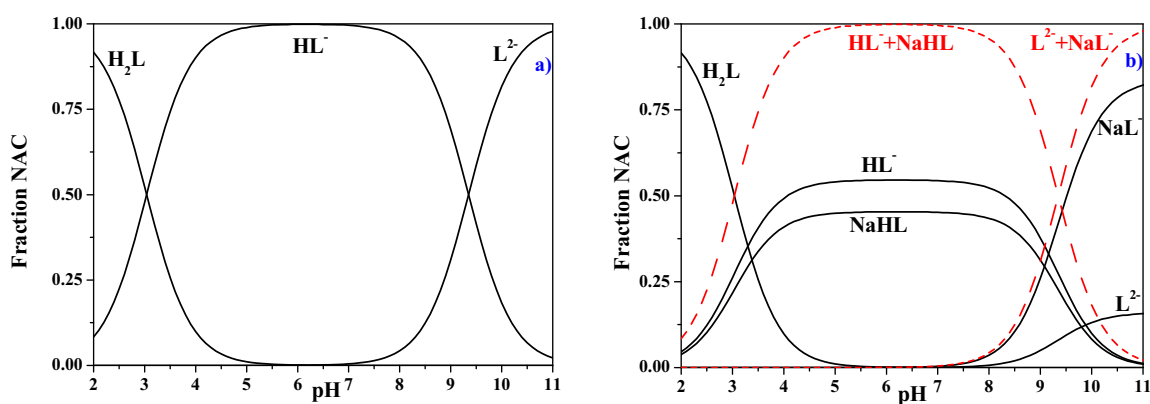 1.00
0.75
0.50
0.25
0.00
Fraction NAC
H₂L
HL⁻
L²⁻
a)
2 3 4 5 6 7 8 9 10 11
pH
1.00
0.75
0.50
0.25
0.00
Fraction NAC
HL⁻+NaHL
L²⁻+NaL⁻
b)
H₂L
NaL⁻
HL⁻
NaHL
L²⁻
2 3 4 5 6 7 8 9 10 11
pH